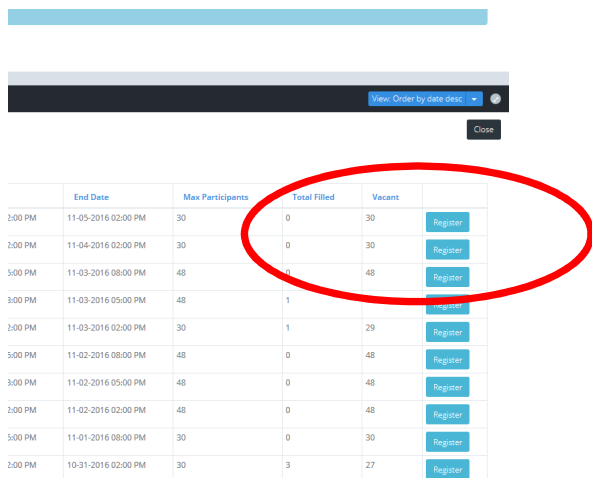 View: Order by date desc
Close
End Date Max Participants Total Filled Vacant
2:00 PM 11-05-2016 02:00 PM 30 0 30 Register
2:00 PM 11-04-2016 02:00 PM 30 0 30 Register
5:00 PM 11-03-2016 08:00 PM 48 0 48 Register
3:00 PM 11-03-2016 05:00 PM 48 1 Register
2:00 PM 11-03-2016 02:00 PM 30 1 29 Register
5:00 PM 11-02-2016 08:00 PM 48 0 48 Register
3:00 PM 11-02-2016 05:00 PM 48 0 48 Register
2:00 PM 11-02-2016 02:00 PM 48 0 48 Register
5:00 PM 11-01-2016 08:00 PM 30 0 30 Register
2:00 PM 10-31-2016 02:00 PM 30 3 27 Register